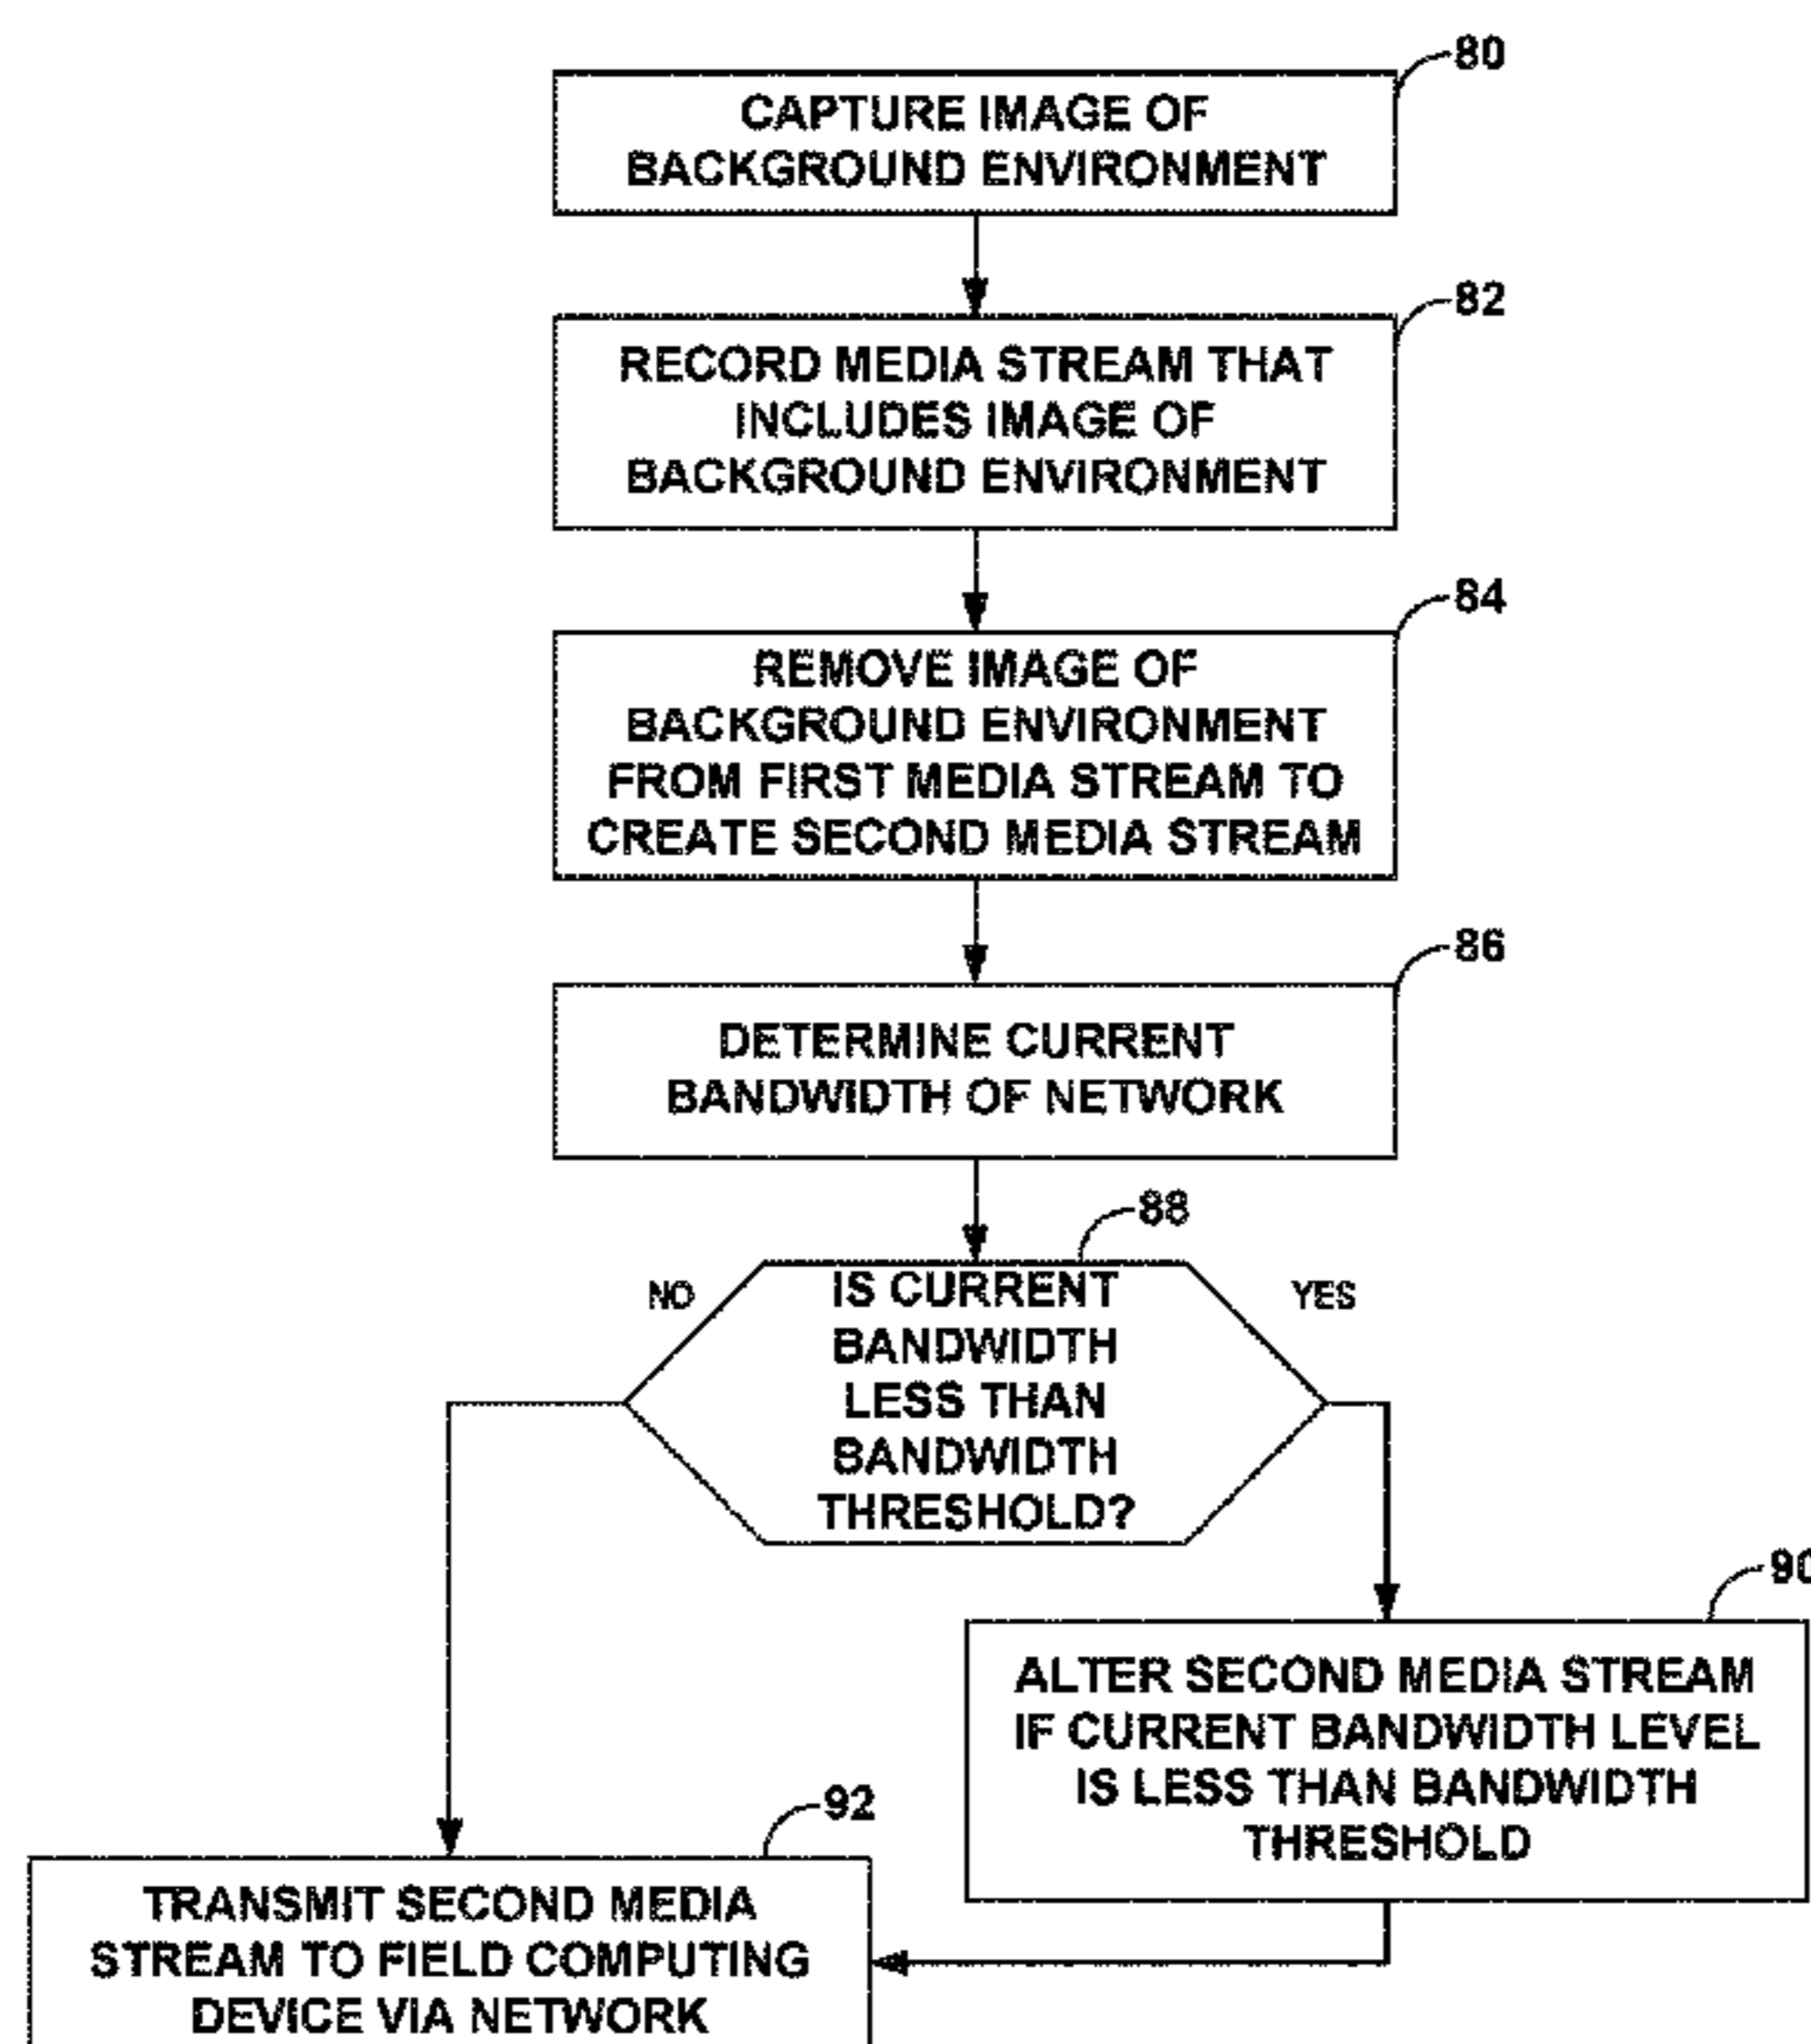 80
CAPTURE IMAGE OF
BACKGROUND ENVIRONMENT
82
RECORD MEDIA STREAM THAT
INCLUDES IMAGE OF
BACKGROUND ENVIRONMENT
84
REMOVE IMAGE OF
BACKGROUND ENVIRONMENT
FROM FIRST MEDIA STREAM TO
CREATE SECOND MEDIA STREAM
86
DETERMINE CURRENT
BANDWIDTH OF NETWORK
88
NO
YES
IS CURRENT
BANDWIDTH
LESS THAN
BANDWIDTH
THRESHOLD?
90
ALTER SECOND MEDIA STREAM
IF CURRENT BANDWIDTH LEVEL
IS LESS THAN BANDWIDTH
THRESHOLD
92
TRANSMIT SECOND MEDIA
STREAM TO FIELD COMPUTING
DEVICE VIA NETWORK